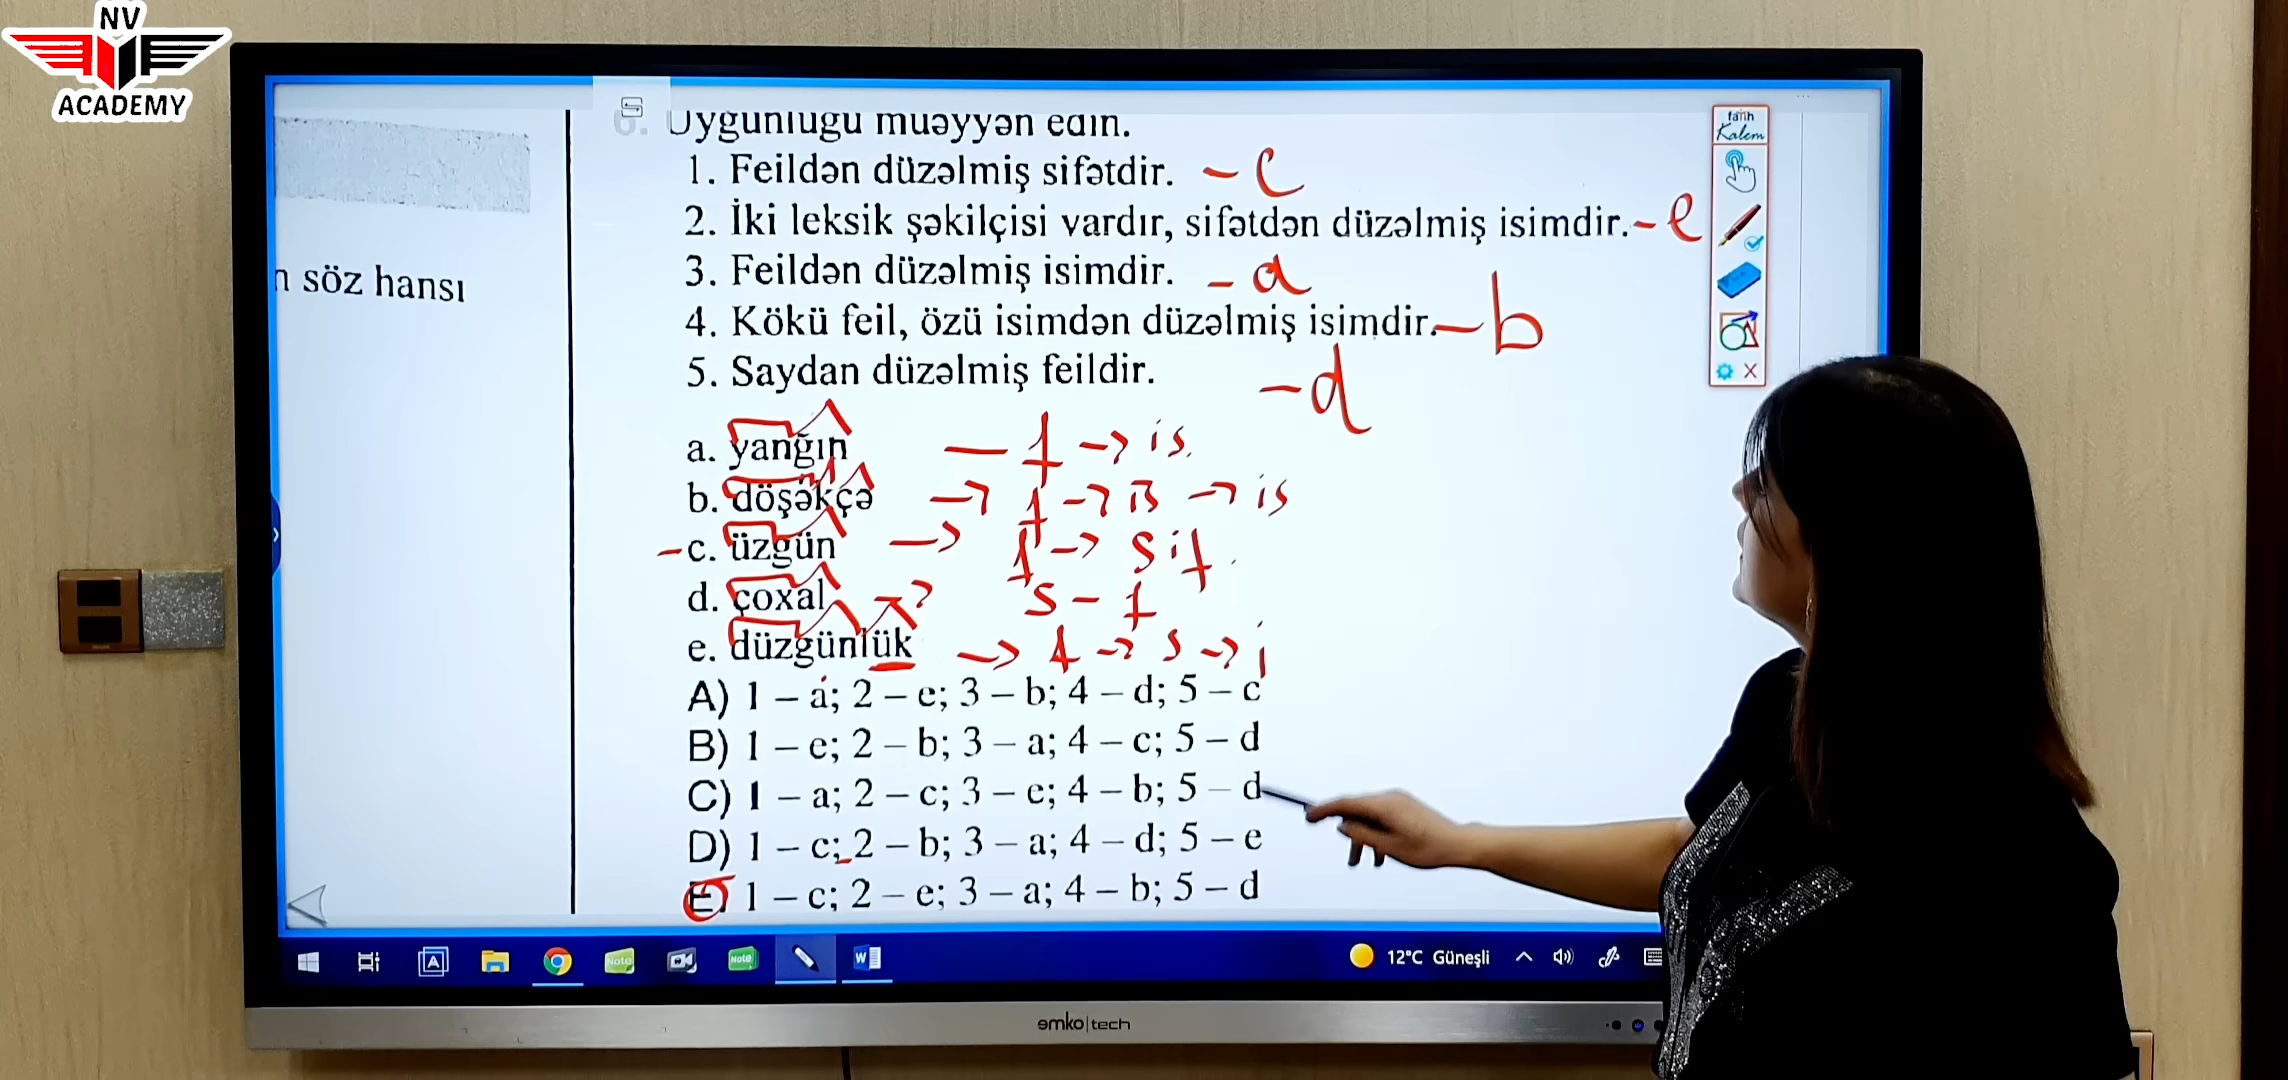 NV
ACADEMY
n söz hansı
6. Uyğunluğu müəyyən edin.
1. Feildən düzəlmiş sifətdir. – c
2. İki leksik şəkilçisi vardır, sifətdən düzəlmiş isimdir. – e
3. Feildən düzəlmiş isimdir. – a
4. Kökü feil, özü isimdən düzəlmiş isimdir. – b
5. Saydan düzəlmiş feildir. – d
a. yanğın — f → is.
b. döşəkçə → f → is → is
– c. üzgün → f → sif.
d. çoxal ? s – f
e. düzgünlük → f → s → i
A) 1 – a; 2 – e; 3 – b; 4 – d; 5 – c
B) 1 – e; 2 – b; 3 – a; 4 – c; 5 – d
C) 1 – a; 2 – c; 3 – e; 4 – b; 5 – d
D) 1 – c; 2 – b; 3 – a; 4 – d; 5 – e
E) 1 – c; 2 – e; 3 – a; 4 – b; 5 – d
fatih
Kalem
Note
Note
W
12°C Güneşli
emko|tech